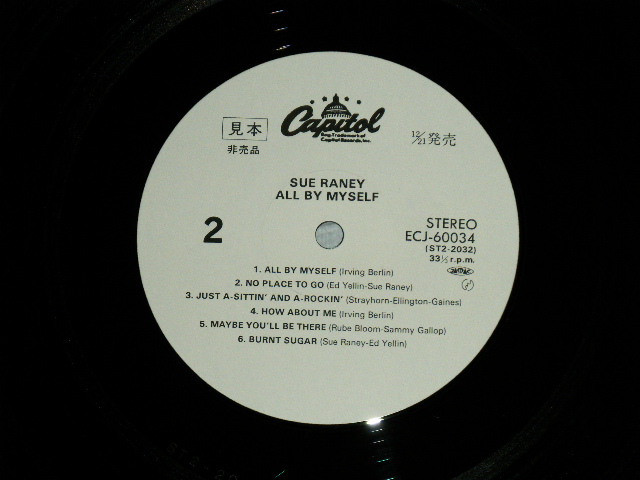 Capitol
Reg. Trademark of
Capitol Records, Inc.
見本
非売品
12/21 発売
SUE RANEY
ALL BY MYSELF
2
STEREO
ECJ-60034
(ST2-2032)
33⅓ r.p.m.
1. ALL BY MYSELF (Irving Berlin)
2. NO PLACE TO GO (Ed Yellin-Sue Raney)
3. JUST A-SITTIN' AND A-ROCKIN' (Strayhorn-Ellington-Gaines)
4. HOW ABOUT ME (Irving Berlin)
5. MAYBE YOU'LL BE THERE (Rube Bloom-Sammy Gallop)
6. BURNT SUGAR (Sue Raney-Ed Yellin)